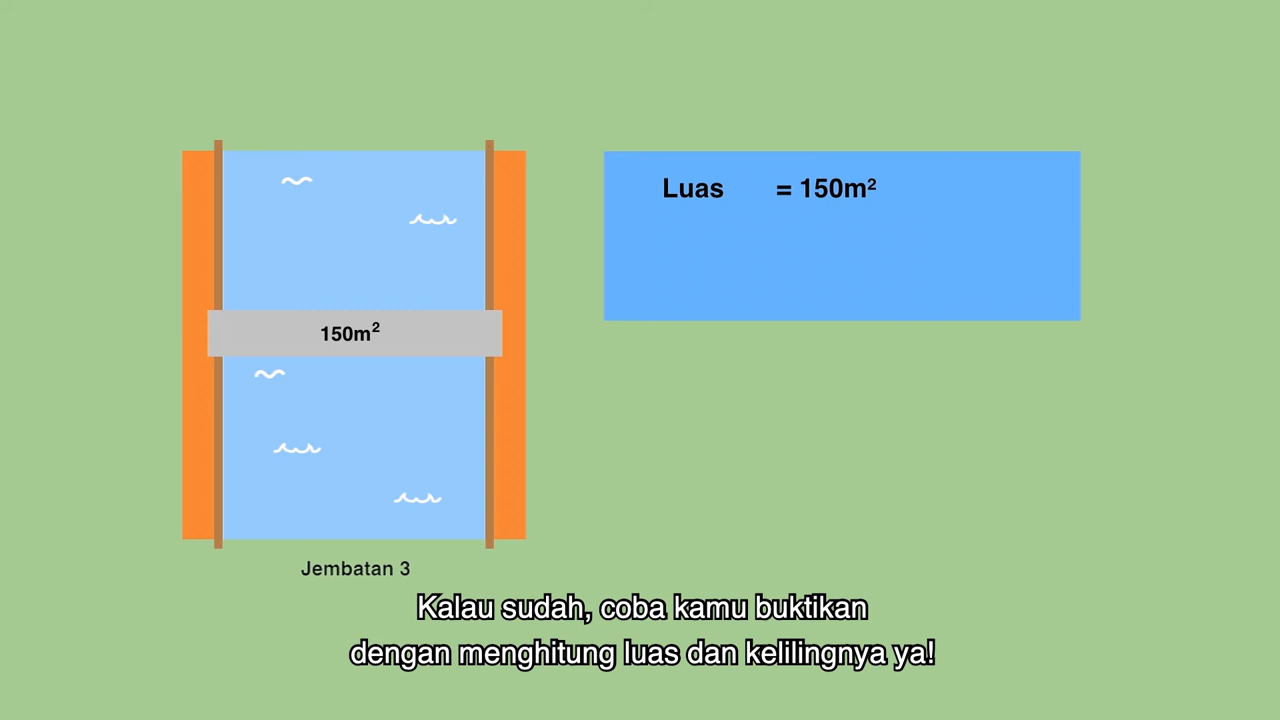 Luas = 150m²
150m²
Jembatan 3
Kalau sudah, coba kamu buktikan
dengan menghitung luas dan kelilingnya ya!